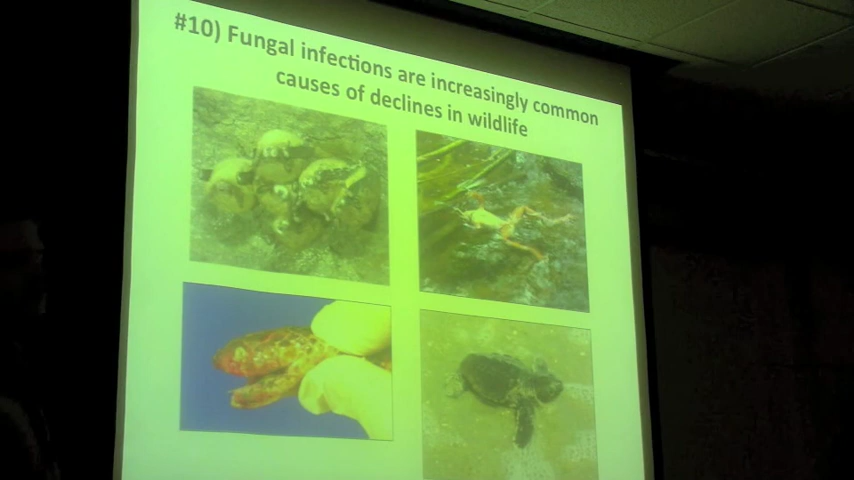 #10) Fungal infections are increasingly common
causes of declines in wildlife